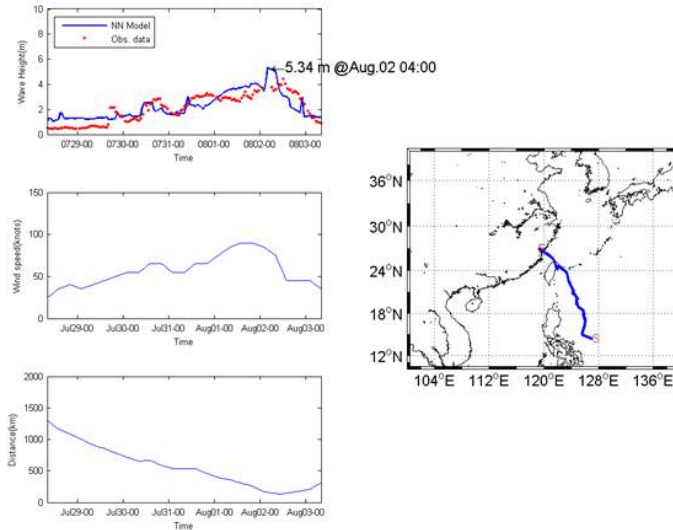 10
8
6
4
2
0
Wave Height(m)
NN Model
Obs. data
5.34 m @Aug.02 04:00
0729-00 0730-00 0731-00 0801-00 0802-00 0803-00
Time
150
100
50
0
Wind speed(knots)
Jul29-00 Jul30-00 Jul31-00 Aug01-00 Aug02-00 Aug03-00
Time
2000
1500
1000
500
0
Distance(km)
Jul29-00 Jul30-00 Jul31-00 Aug01-00 Aug02-00 Aug03-00
Time
36°N
30°N
24°N
18°N
12°N
104°E 112°E 120°E 128°E 136°E
S